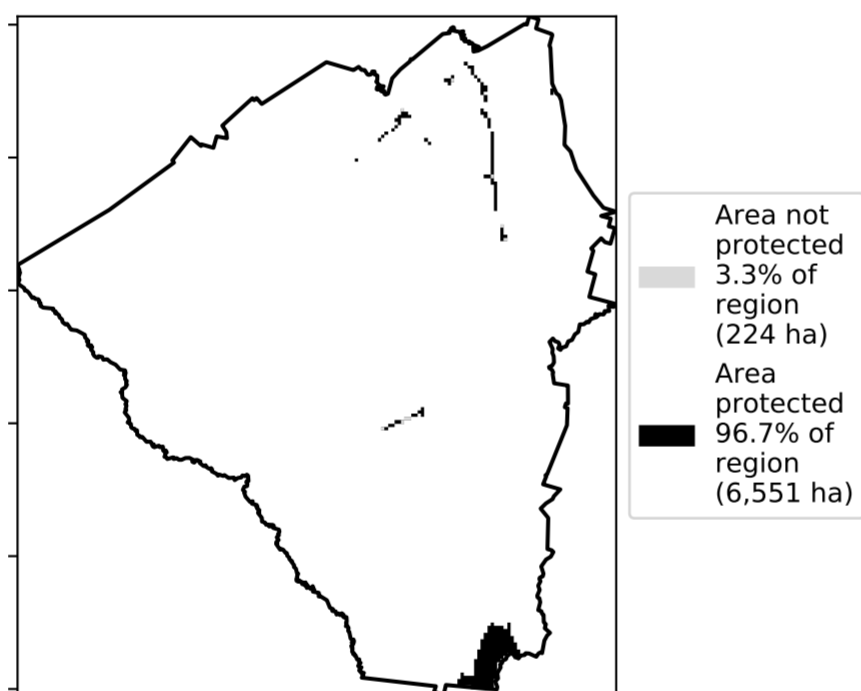 Area not
protected
3.3% of
region
(224 ha)
Area
protected
96.7% of
region
(6,551 ha)